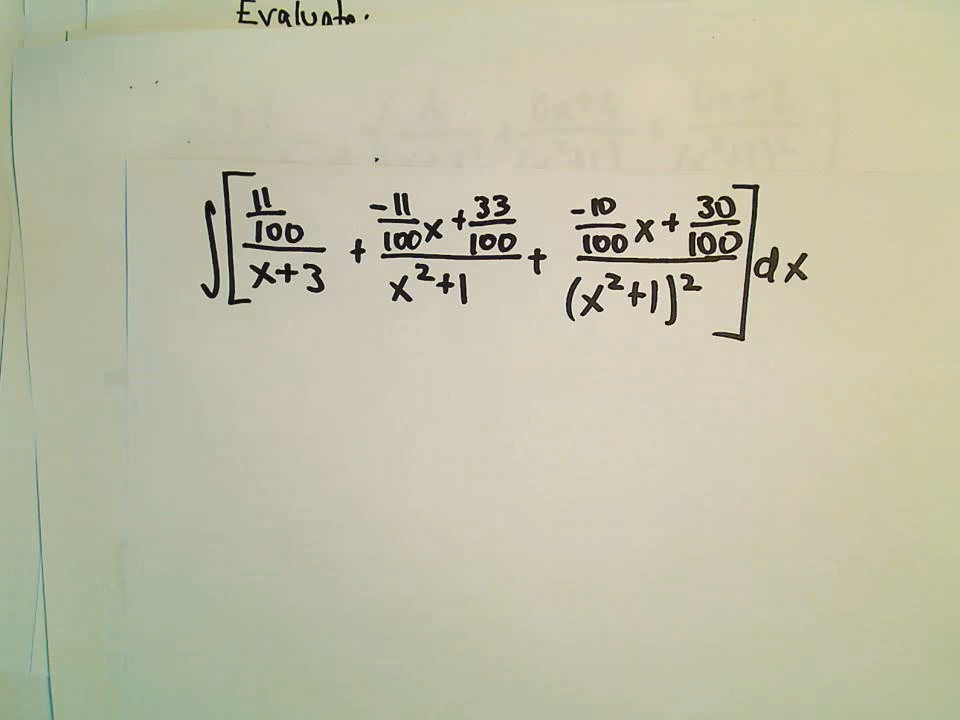 Evaluate.
∫[ (11/100)/(x+3) + (-11/100 x + 33/100)/(x²+1) + (-10/100 x + 30/100)/(x²+1)² ] dx